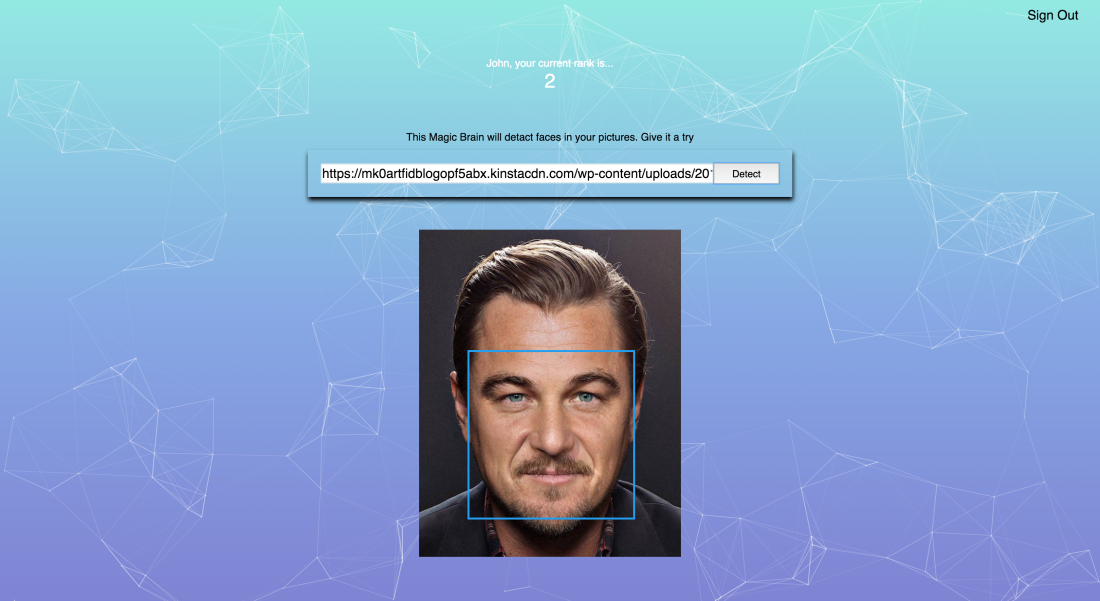 Sign Out
John, your current rank is...
2
This Magic Brain will detact faces in your pictures. Give it a try
https://mk0artfidblogopf5abx.kinstacdn.com/wp-content/uploads/20 Detect